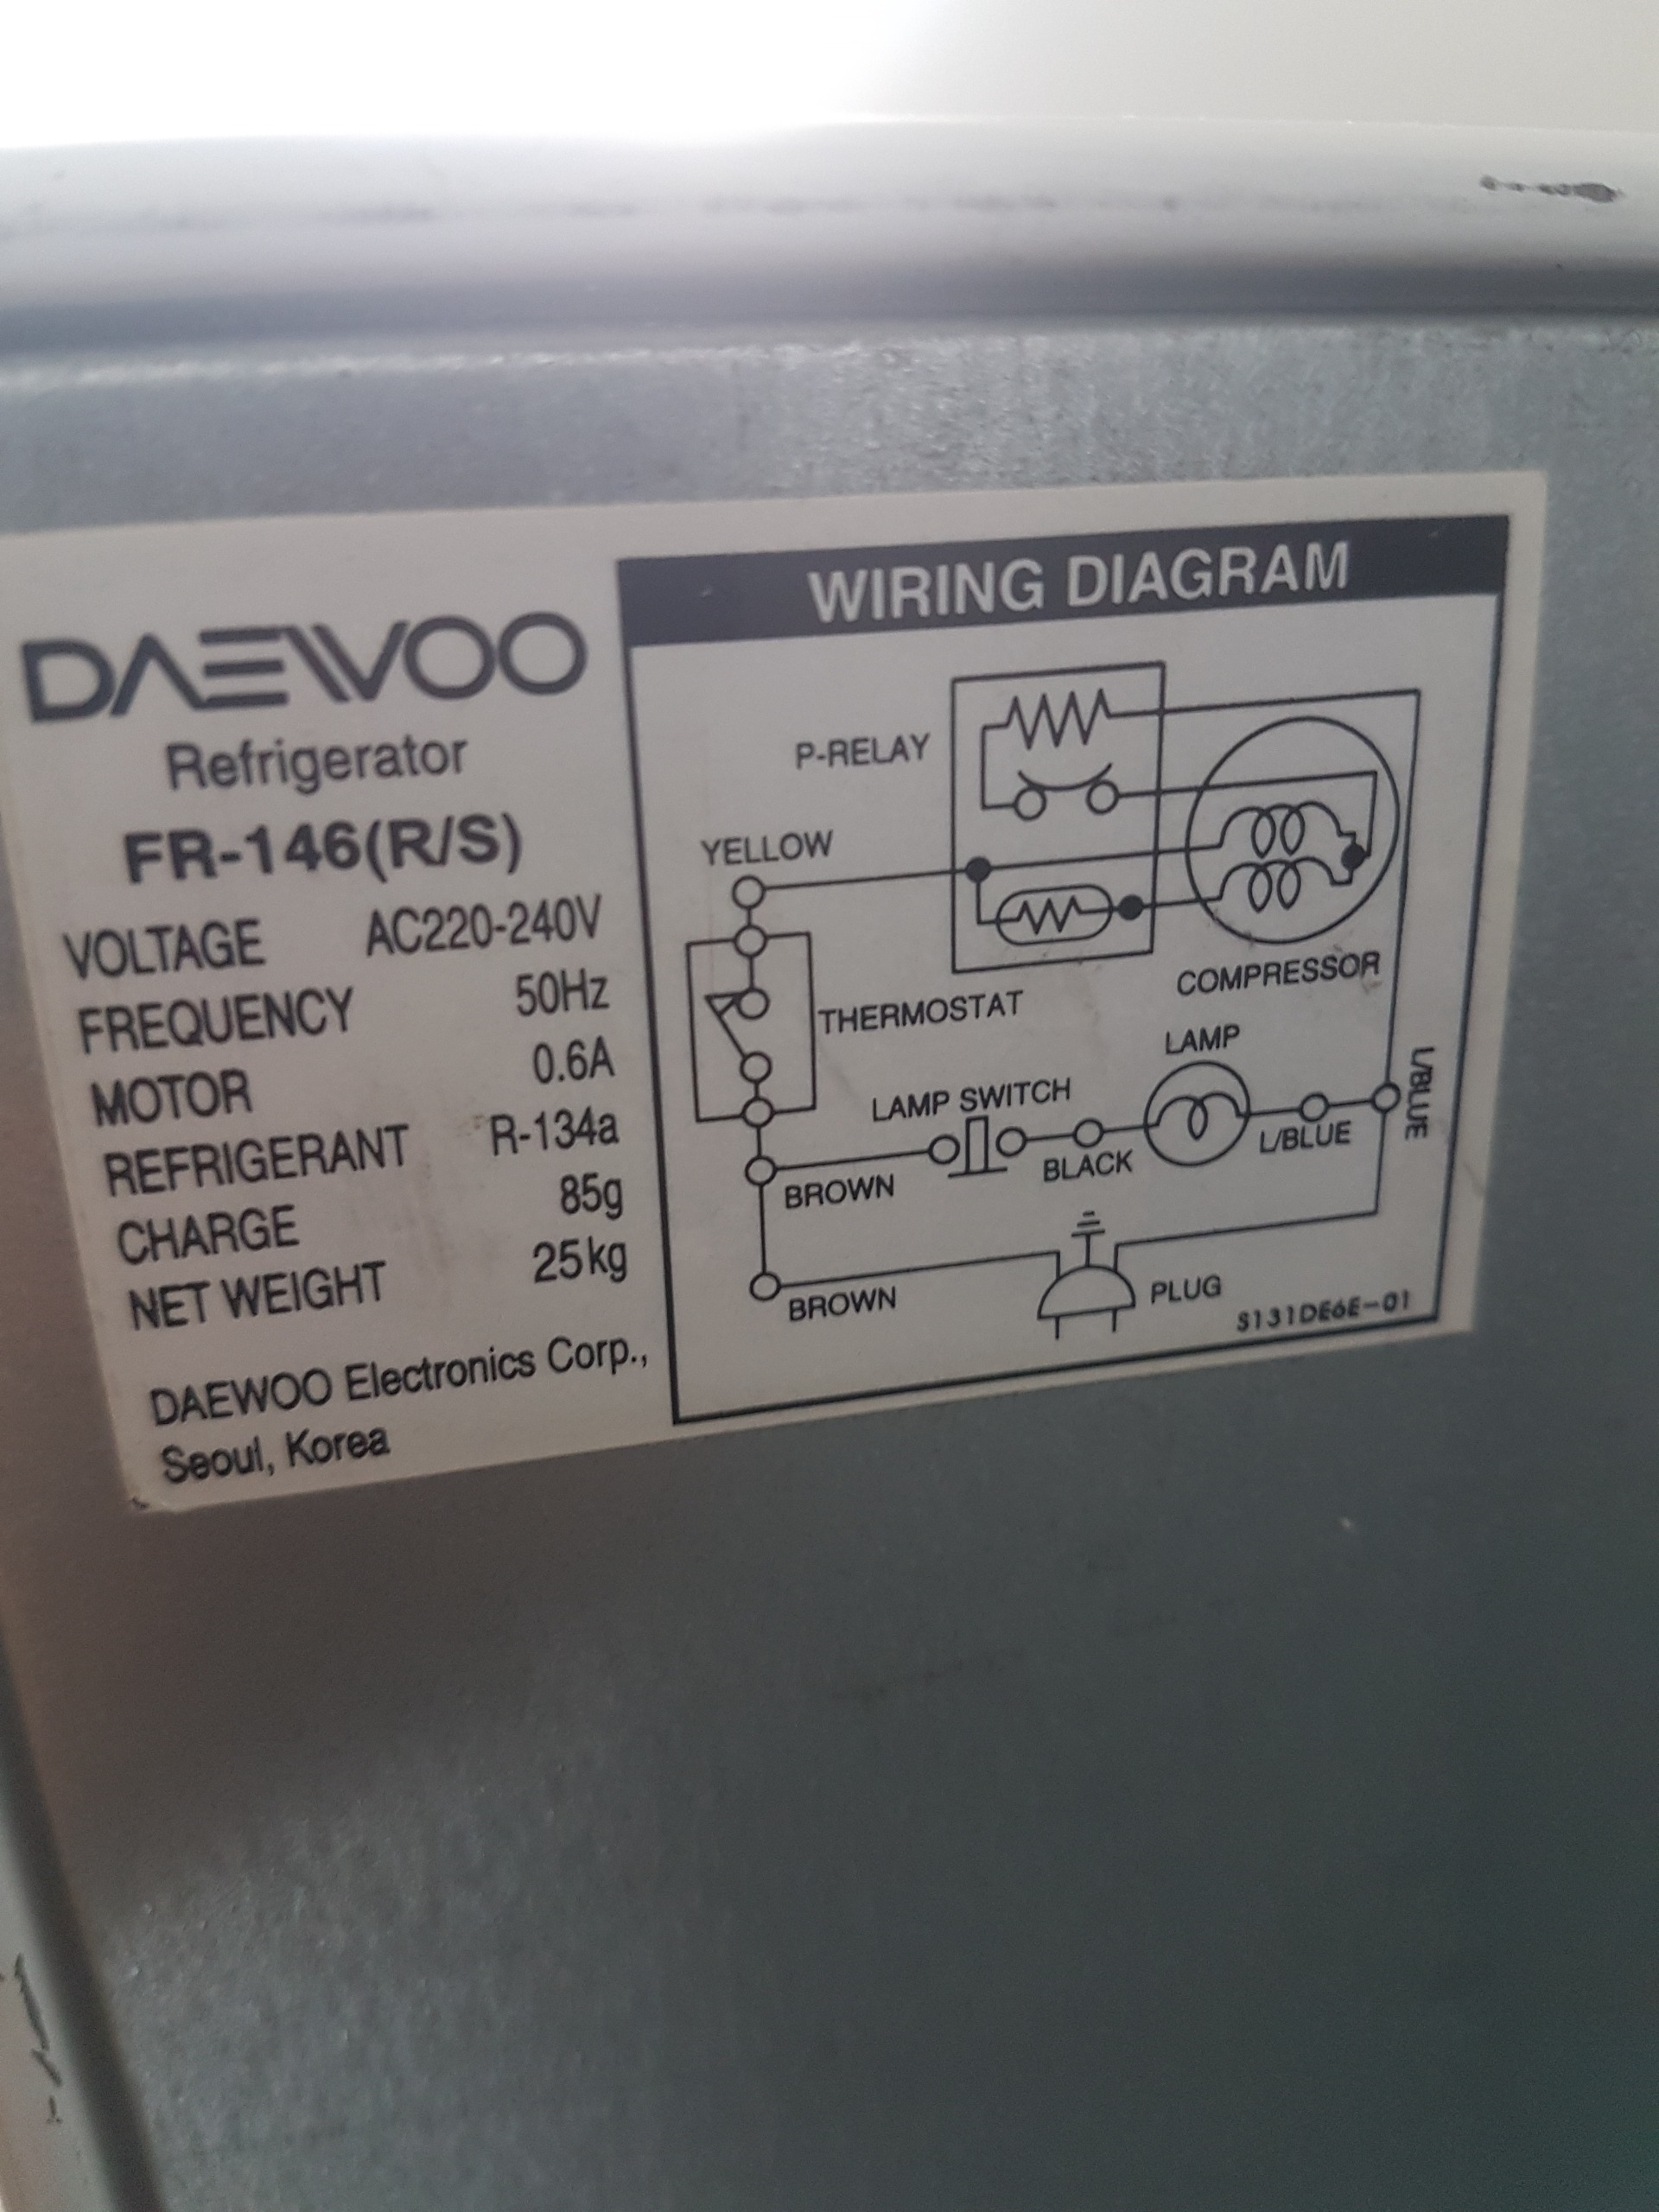 DAEWOO
Refrigerator
FR-146(R/S)
VOLTAGE AC220-240V
FREQUENCY 50Hz
MOTOR 0.6A
REFRIGERANT R-134a
CHARGE 85g
NET WEIGHT 25kg
DAEWOO Electronics Corp.,
Seoul, Korea
WIRING DIAGRAM
P-RELAY
YELLOW
COMPRESSOR
THERMOSTAT
LAMP
LAMP SWITCH
L/BLUE
L/BLUE
BLACK
BROWN
PLUG
BROWN
S131DE6E-01